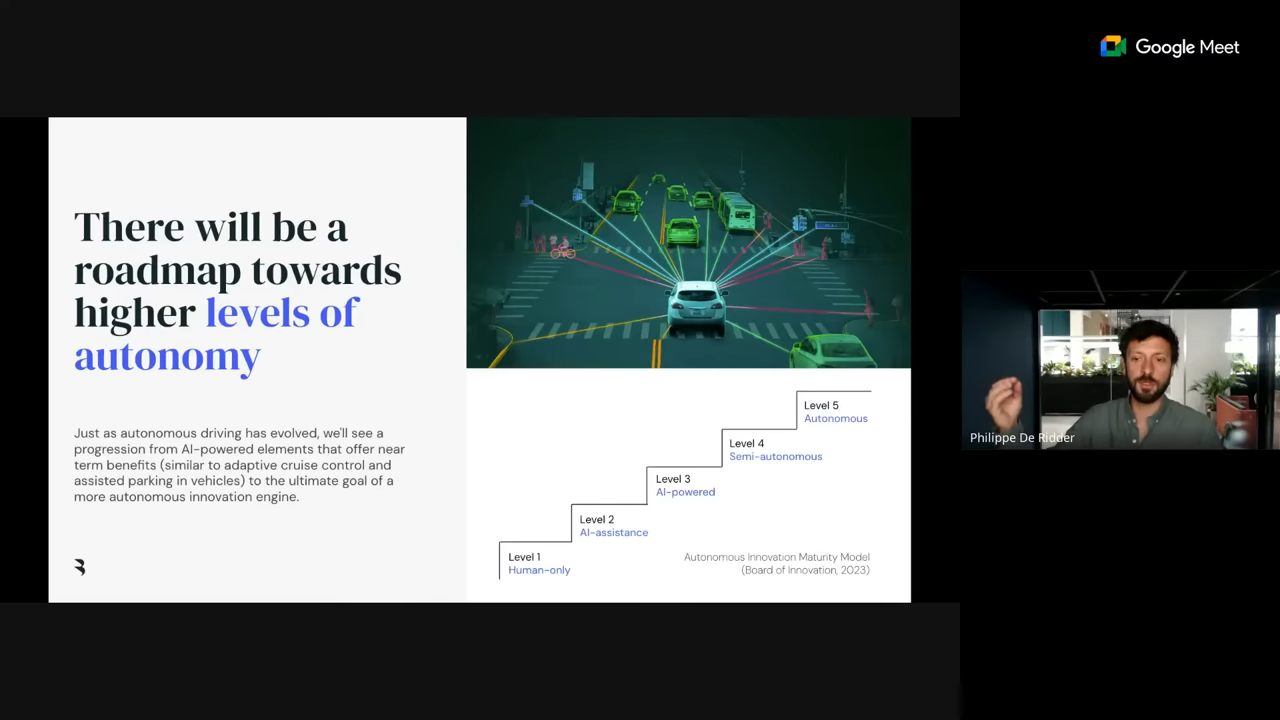 Google Meet
There will be a
roadmap towards
higher levels of
autonomy
Just as autonomous driving has evolved, we'll see a
progression from AI-powered elements that offer near
term benefits (similar to adaptive cruise control and
assisted parking in vehicles) to the ultimate goal of a
more autonomous innovation engine.
Level 5
Autonomous
Level 4
Semi-autonomous
Level 3
AI-powered
Level 2
AI-assistance
Level 1
Human-only
Autonomous Innovation Maturity Model
(Board of Innovation, 2023)
Philippe De Ridder